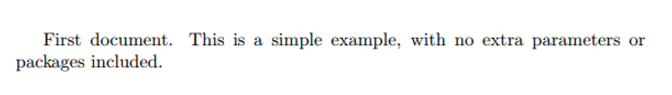 First document. This is a simple example, with no extra parameters or
packages included.